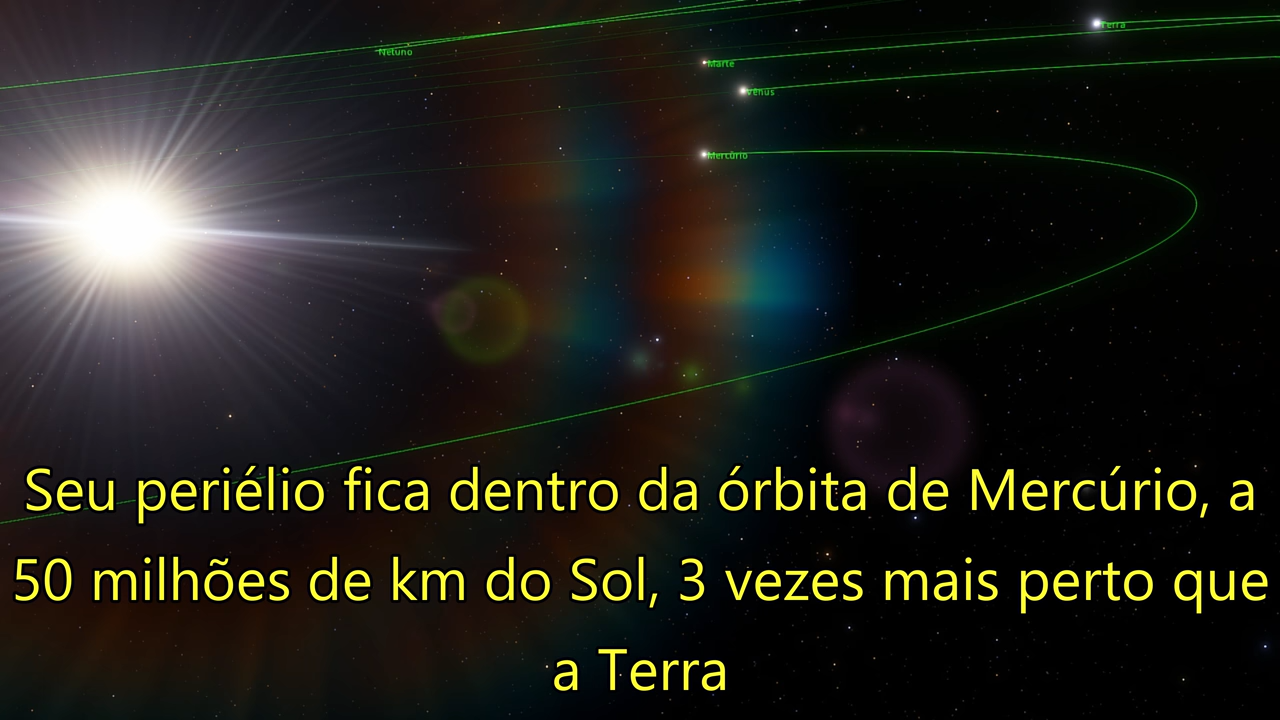 Terra
Netuno
Marte
Vênus
Mercúrio
Seu periélio fica dentro da órbita de Mercúrio, a
50 milhões de km do Sol, 3 vezes mais perto que
a Terra